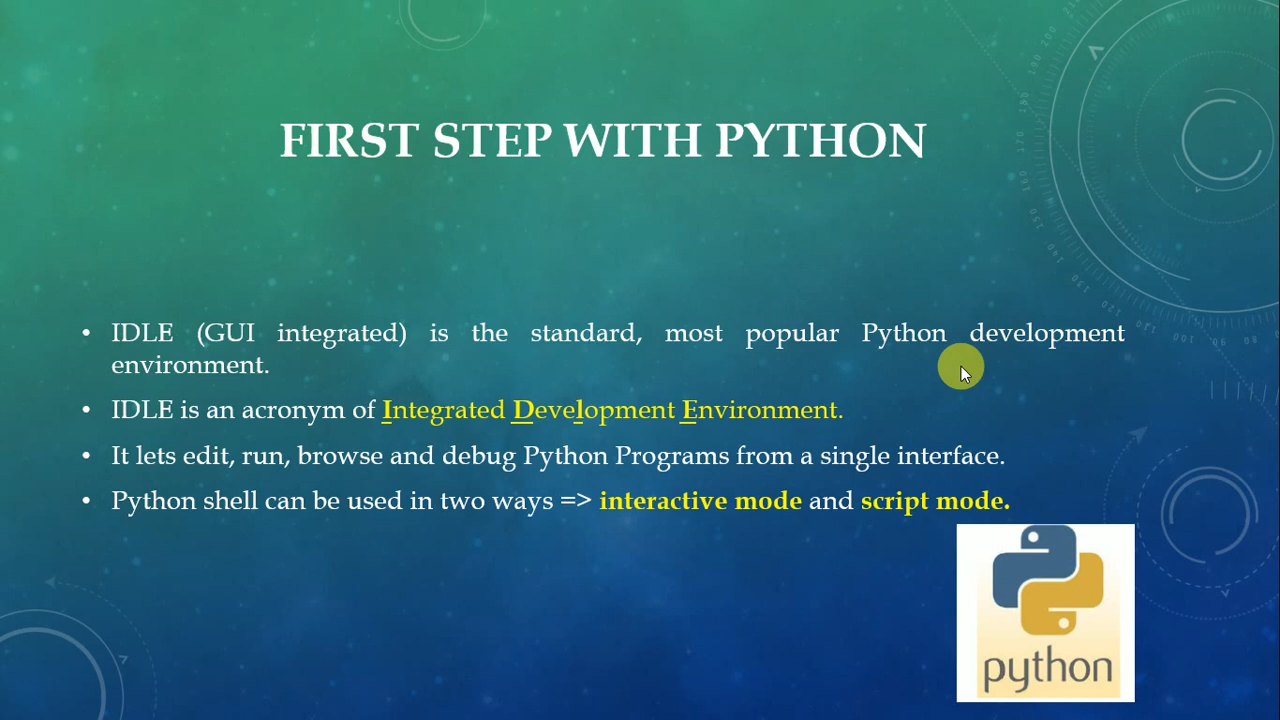 FIRST STEP WITH PYTHON
• IDLE (GUI integrated) is the standard, most popular Python development
environment.
• IDLE is an acronym of Integrated Development Environment.
• It lets edit, run, browse and debug Python Programs from a single interface.
• Python shell can be used in two ways => interactive mode and script mode.
python